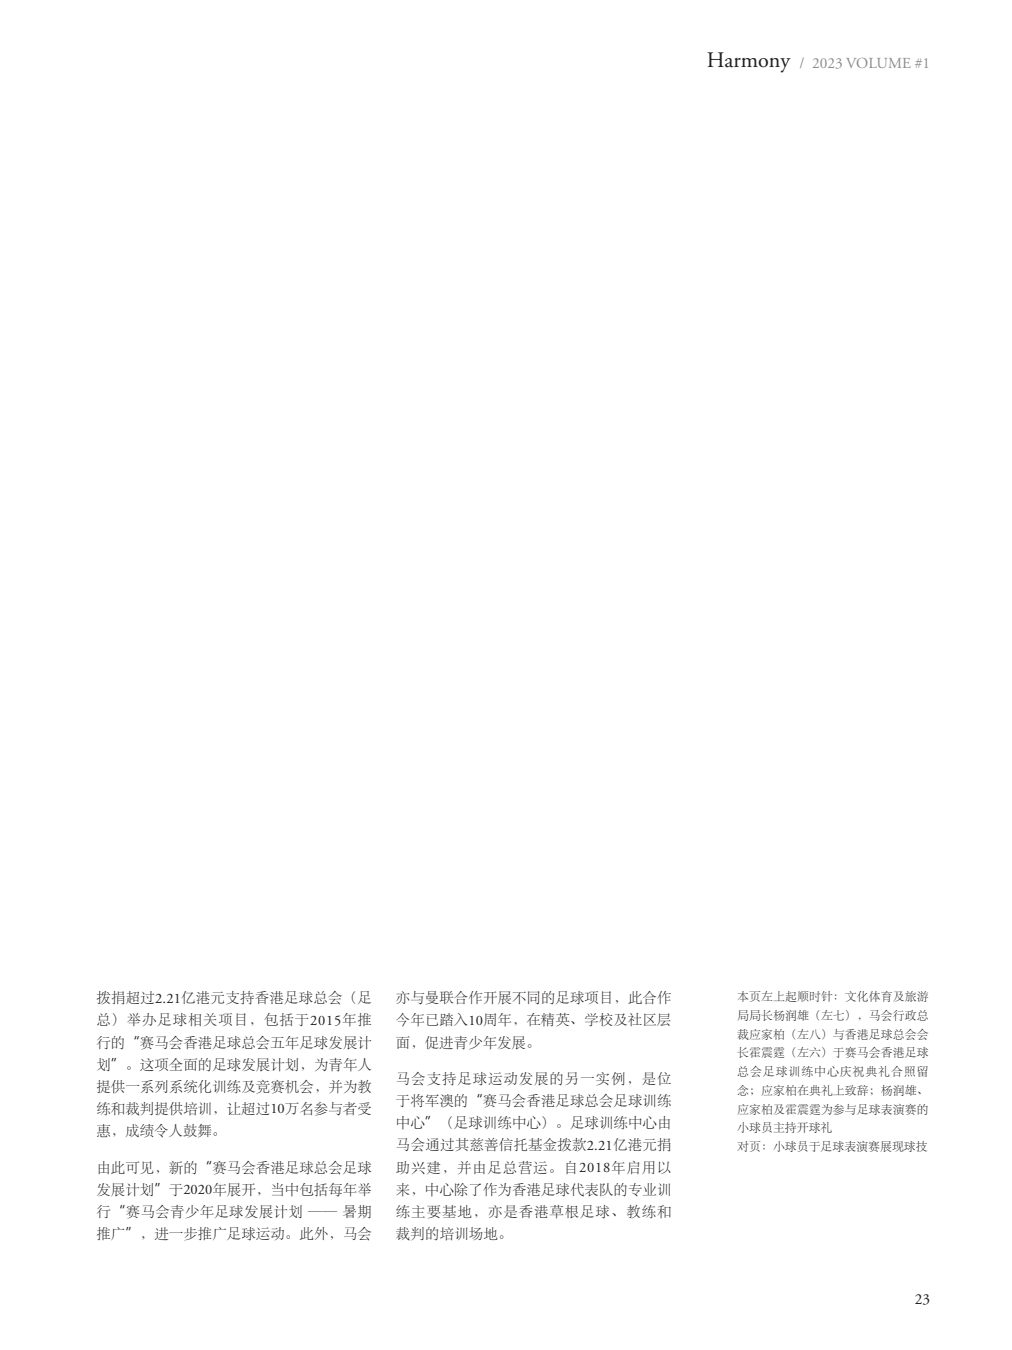 Harmony / 2023 VOLUME #1
拨捐超过2.21亿港元支持香港足球总会（足
总）举办足球相关项目，包括于2015年推
行的“赛马会香港足球总会五年足球发展计
划”。这项全面的足球发展计划，为青年人
提供一系列系统化训练及竞赛机会，并为教
练和裁判提供培训，让超过10万名参与者受
惠，成绩令人鼓舞。
由此可见，新的“赛马会香港足球总会足球
发展计划”于2020年展开，当中包括每年举
行“赛马会青少年足球发展计划 —— 暑期
推广”，进一步推广足球运动。此外，马会
亦与曼联合作开展不同的足球项目，此合作
今年已踏入10周年，在精英、学校及社区层
面，促进青少年发展。
马会支持足球运动发展的另一实例，是位
于将军澳的“赛马会香港足球总会足球训练
中心”（足球训练中心）。足球训练中心由
马会通过其慈善信托基金拨款2.21亿港元捐
助兴建，并由足总营运。自2018年启用以
来，中心除了作为香港足球代表队的专业训
练主要基地，亦是香港草根足球、教练和
裁判的培训场地。
本页左上起顺时针：文化体育及旅游
局局长杨润雄（左七），马会行政总
裁应家柏（左八）与香港足球总会会
长霍震霆（左六）于赛马会香港足球
总会足球训练中心庆祝典礼合照留
念；应家柏在典礼上致辞；杨润雄、
应家柏及霍震霆为参与足球表演赛的
小球员主持开球礼
对页：小球员于足球表演赛展现球技
23